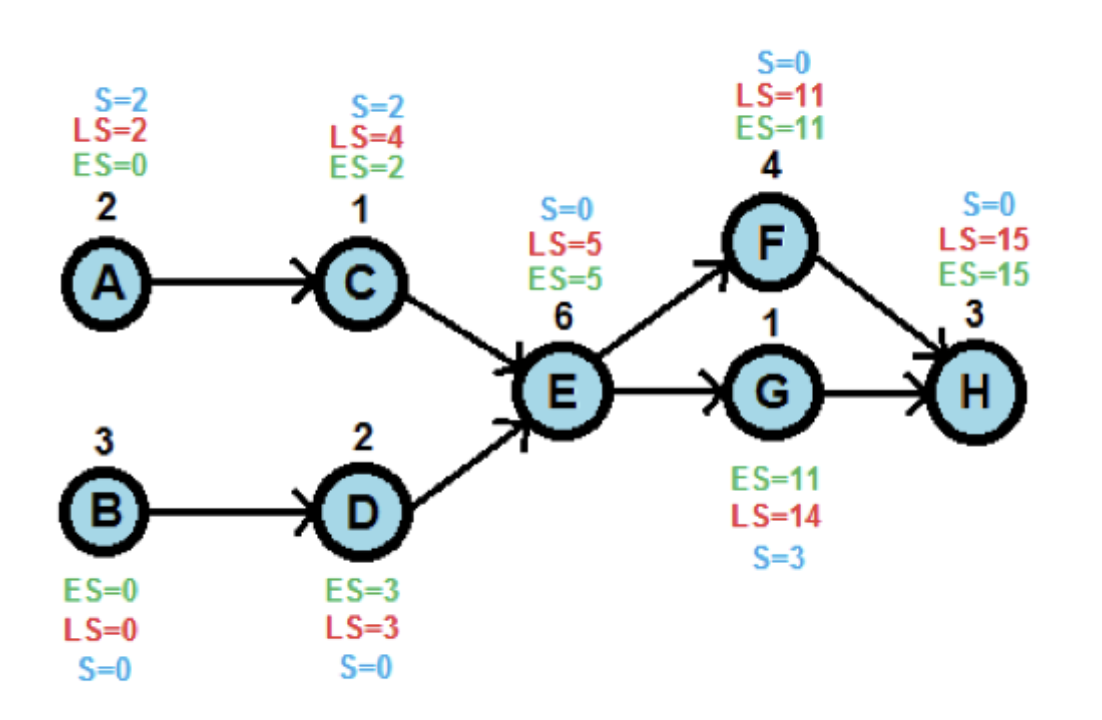 S=2
LS=2
ES=0
2
A
S=2
LS=4
ES=2
1
C
3
B
ES=0
LS=0
S=0
2
D
ES=3
LS=3
S=0
S=0
LS=5
ES=5
6
E
S=0
LS=11
ES=11
4
F
1
G
ES=11
LS=14
S=3
S=0
LS=15
ES=15
3
H